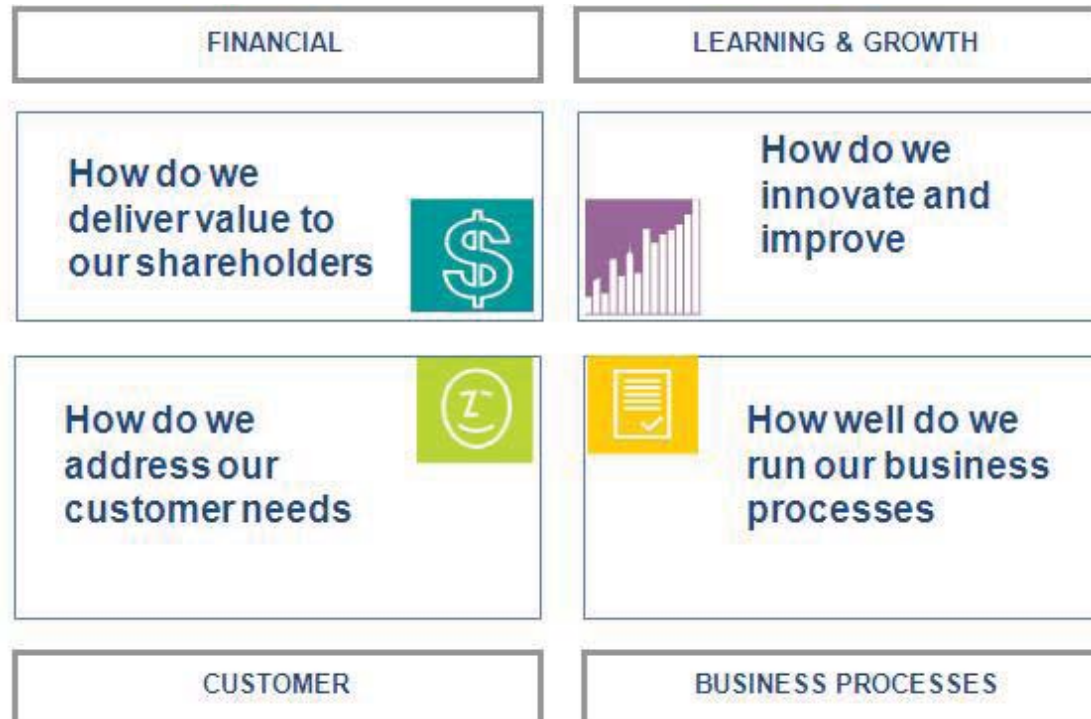 FINANCIAL
LEARNING & GROWTH
How do we
deliver value to
our shareholders
$
How do we
innovate and
improve
How do we
address our
customer needs
How well do we
run our business
processes
CUSTOMER
BUSINESS PROCESSES